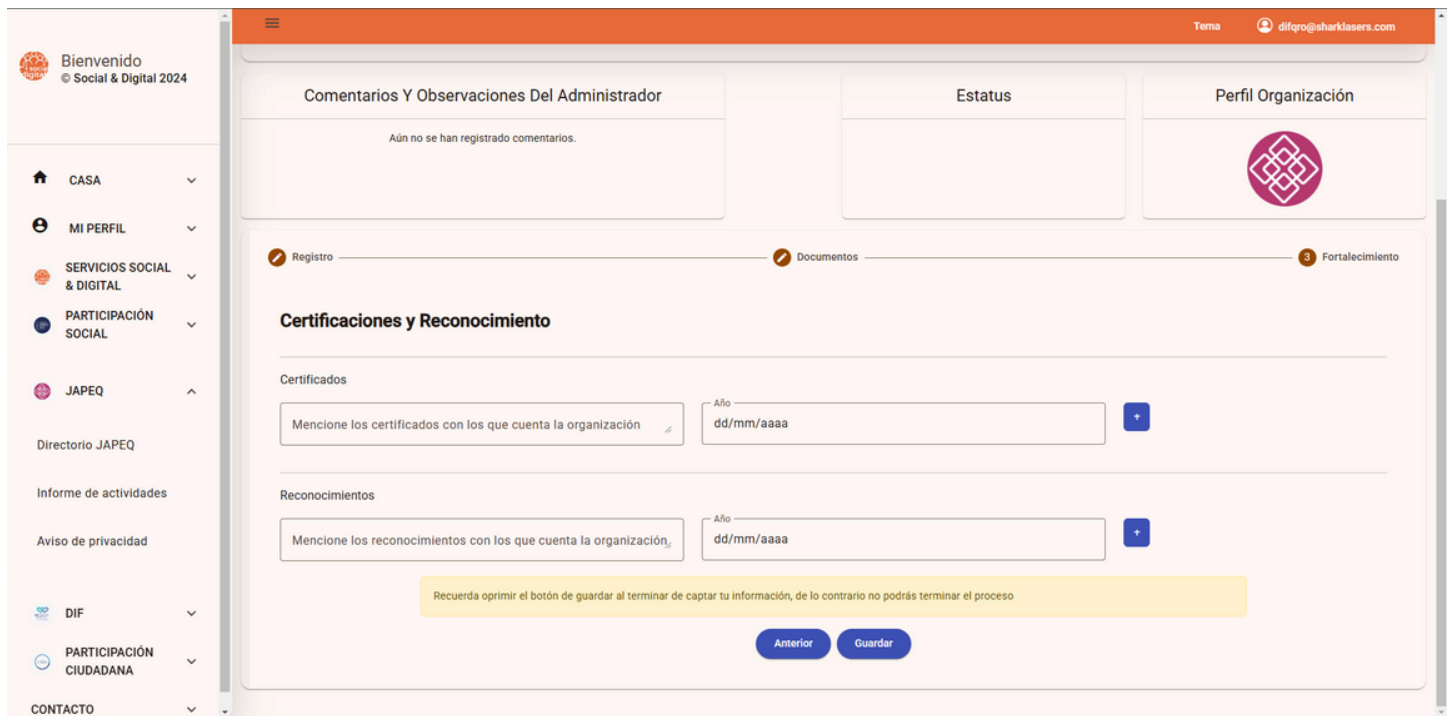 Bienvenido
© Social & Digital 2024
CASA
MI PERFIL
SERVICIOS SOCIAL
& DIGITAL
PARTICIPACIÓN
SOCIAL
JAPEQ
Directorio JAPEQ
Informe de actividades
Aviso de privacidad
DIF
PARTICIPACIÓN
CIUDADANA
CONTACTO
Tema
difqro@sharklasers.com
Comentarios Y Observaciones Del Administrador
Aún no se han registrado comentarios.
Estatus
Perfil Organización
Registro
Documentos
3 Fortalecimiento
Certificaciones y Reconocimiento
Certificados
Mencione los certificados con los que cuenta la organización
Año
dd/mm/aaaa
+
Reconocimientos
Mencione los reconocimientos con los que cuenta la organización
Año
dd/mm/aaaa
+
Recuerda oprimir el botón de guardar al terminar de captar tu información, de lo contrario no podrás terminar el proceso
Anterior
Guardar